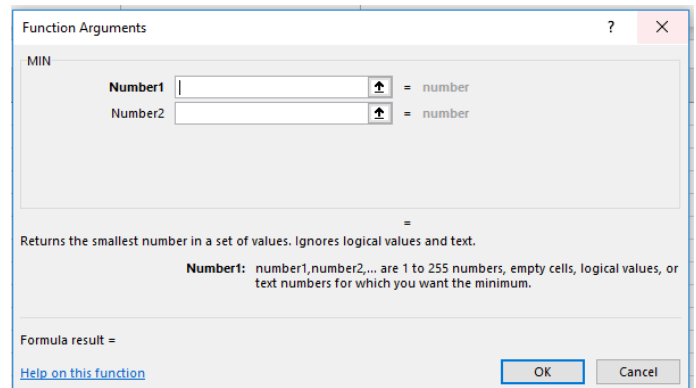 Function Arguments ? ×
MIN
Number1 = number
Number2 = number
=
Returns the smallest number in a set of values. Ignores logical values and text.
Number1: number1,number2,... are 1 to 255 numbers, empty cells, logical values, or
text numbers for which you want the minimum.
Formula result =
Help on this function OK Cancel